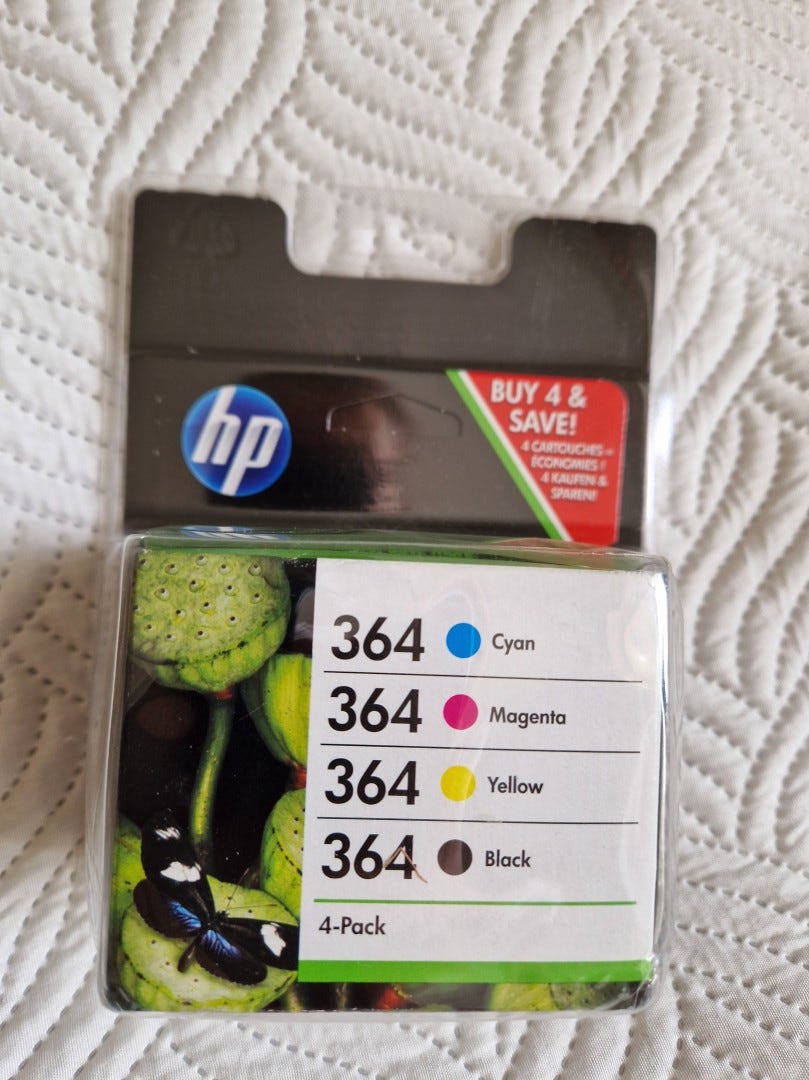 hp
BUY 4 &
SAVE!
4 CARTOUCHES =
ÉCONOMIES !
4 KAUFEN &
SPAREN!
364 Cyan
364 Magenta
364 Yellow
364 Black
4-Pack